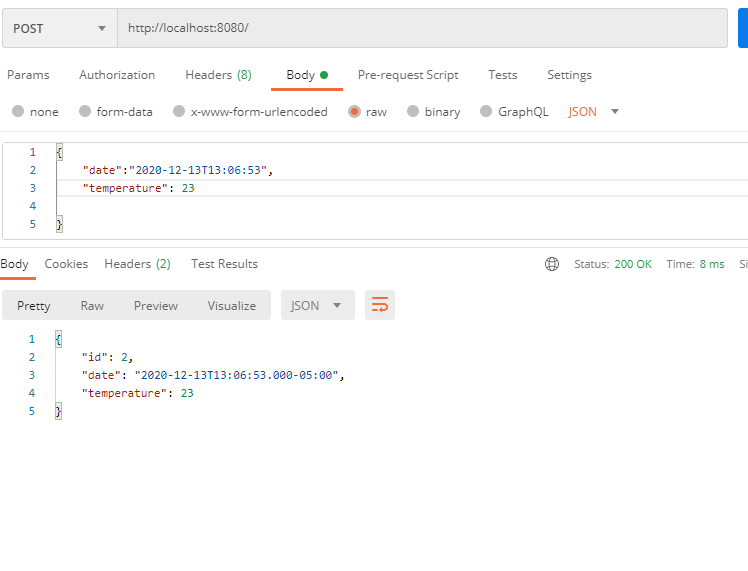 POST http://localhost:8080/
Params Authorization Headers (8) Body Pre-request Script Tests Settings
none form-data x-www-form-urlencoded raw binary GraphQL JSON
1 {
2 "date":"2020-12-13T13:06:53",
3 "temperature": 23
4
5 }
Body Cookies Headers (2) Test Results Status: 200 OK Time: 8 ms Si
Pretty Raw Preview Visualize JSON
1 {
2 "id": 2,
3 "date": "2020-12-13T13:06:53.000-05:00",
4 "temperature": 23
5 }